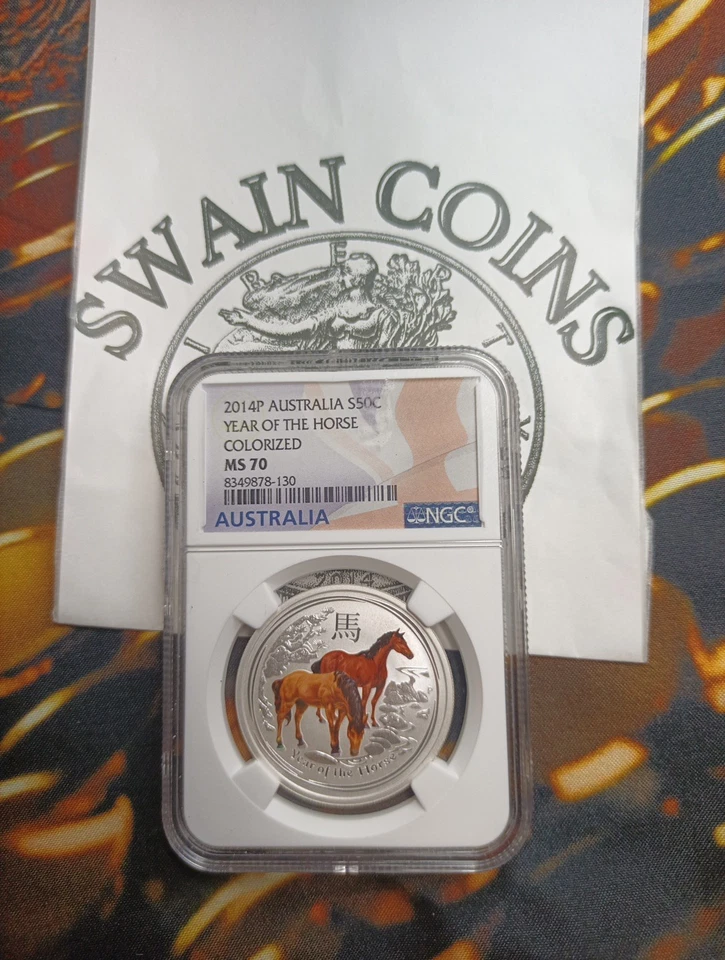 SWAIN COINS
I B E R T Y
2014P AUSTRALIA S50C
YEAR OF THE HORSE
COLORIZED
MS 70
8349878-130
AUSTRALIA
NGC®
2014
馬
Year of the Horse